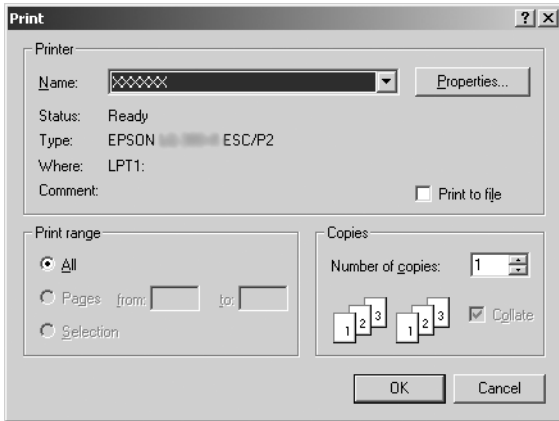 Print
Printer
Name: XXXXXX Properties...
Status: Ready
Type: EPSON ESC/P2
Where: LPT1:
Comment:
Print to file
Print range
All
Pages from: to:
Selection
Copies
Number of copies: 1
1 2 3 1 2 3
Collate
OK Cancel